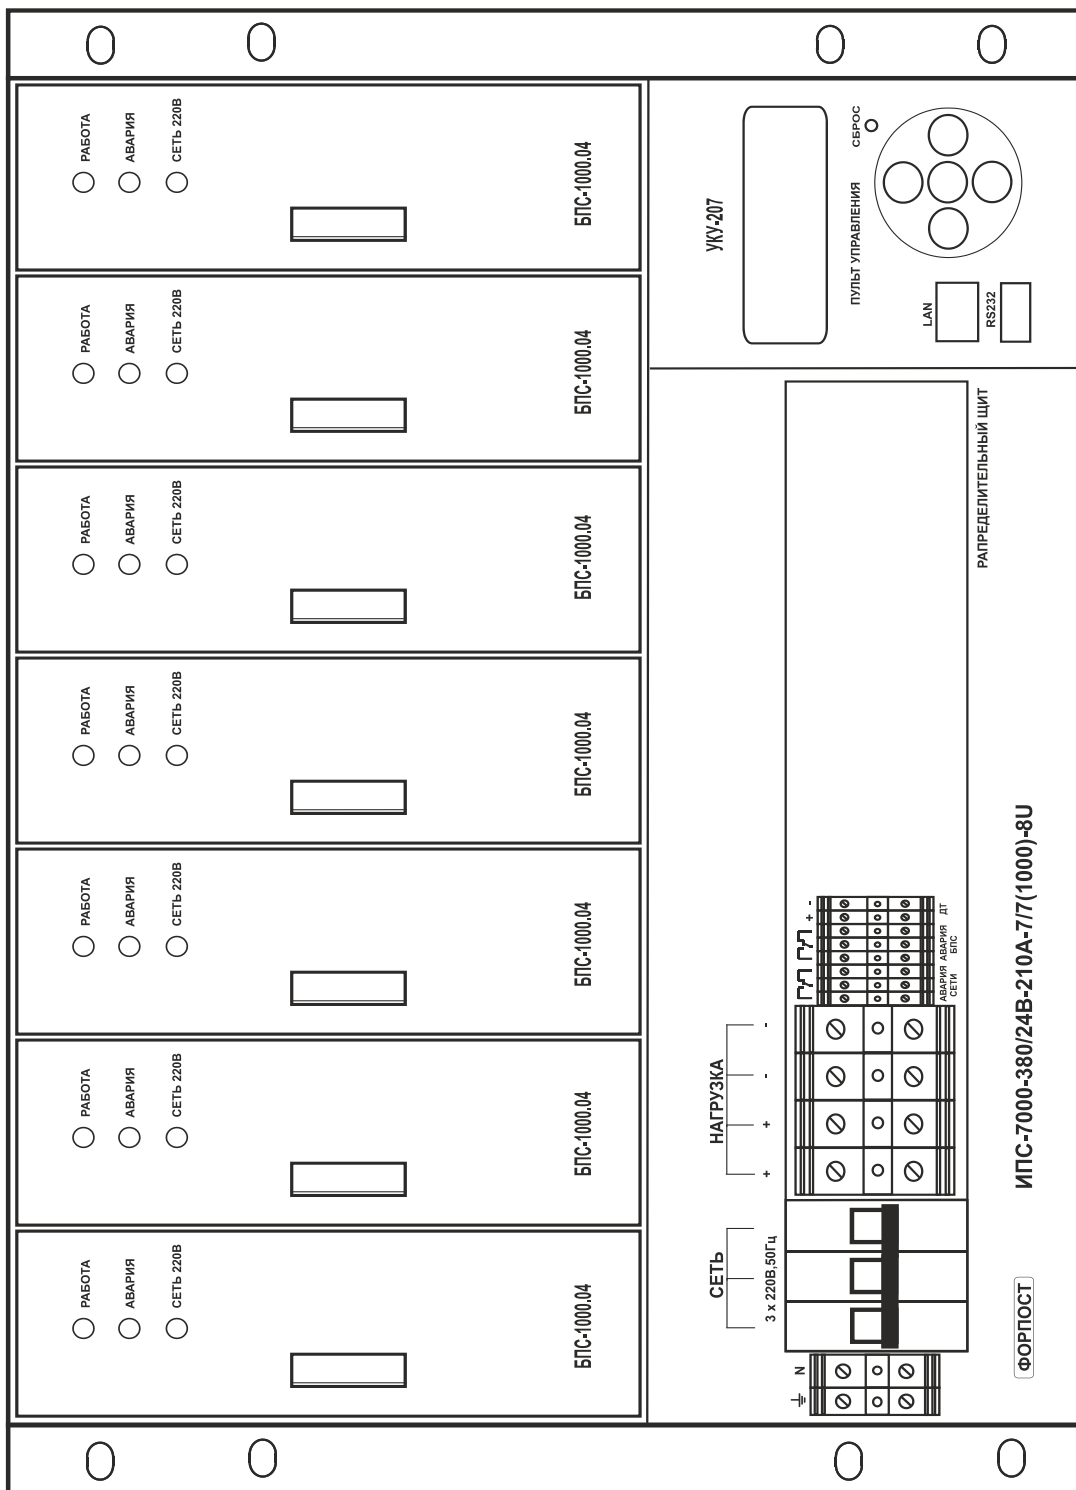 РАБОТА
АВАРИЯ
СЕТЬ 220В
БПС-1000.04
РАБОТА
АВАРИЯ
СЕТЬ 220В
БПС-1000.04
РАБОТА
АВАРИЯ
СЕТЬ 220В
БПС-1000.04
РАБОТА
АВАРИЯ
СЕТЬ 220В
БПС-1000.04
РАБОТА
АВАРИЯ
СЕТЬ 220В
БПС-1000.04
РАБОТА
АВАРИЯ
СЕТЬ 220В
БПС-1000.04
РАБОТА
АВАРИЯ
СЕТЬ 220В
БПС-1000.04
УКУ-207
ПУЛЬТ УПРАВЛЕНИЯ
СБРОС
LAN
RS232
РАПРЕДЕЛИТЕЛЬНЫЙ ЩИТ
СЕТЬ
3 х 220В,50Гц
N
НАГРУЗКА
+ + - -
+ -
АВАРИЯ
СЕТИ
АВАРИЯ
БПС
ДТ
ФОРПОСТ
ИПС-7000-380/24В-210А-7/7(1000)-8U